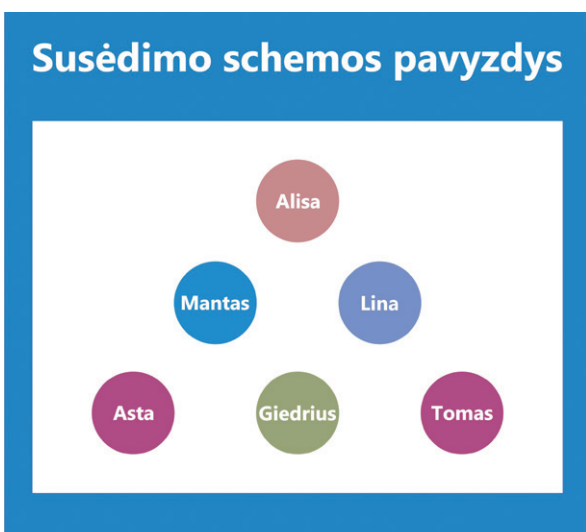 Susėdimo schemos pavyzdys
Alisa
Mantas Lina
Asta Giedrius Tomas